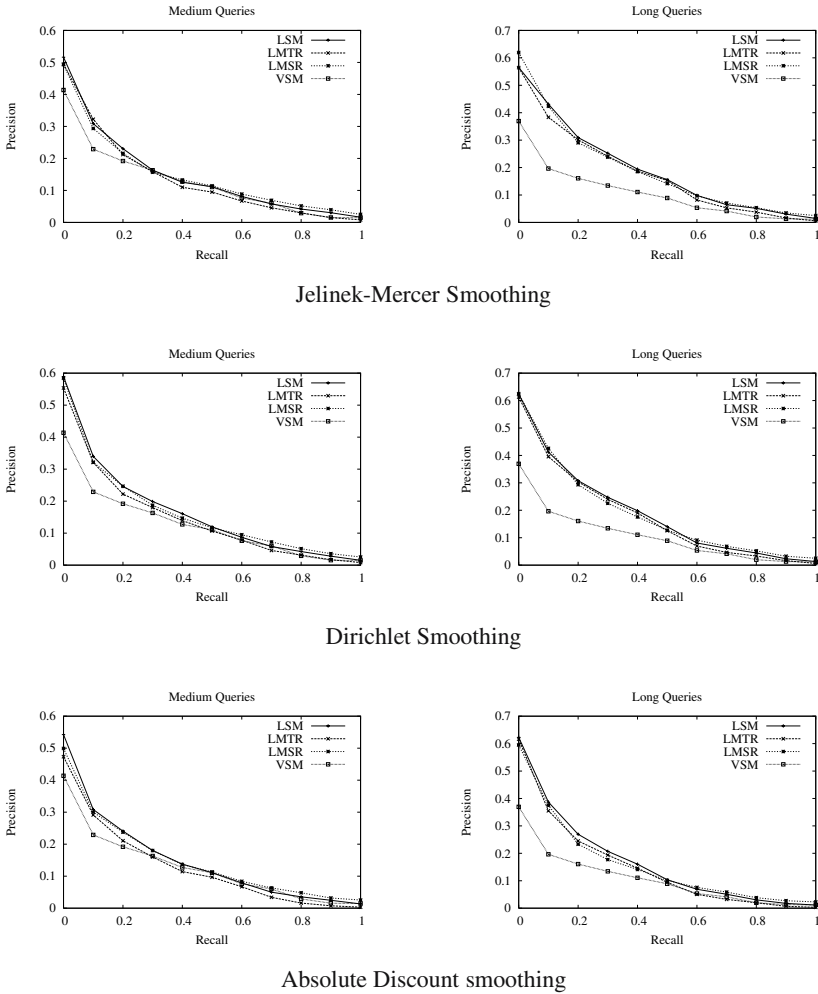 Medium Queries
0.6
0.5
0.4
0.3
0.2
0.1
0
Precision
LSM
LMTR
LMSR
VSM
0 0.2 0.4 0.6 0.8 1
Recall
Long Queries
0.7
0.6
0.5
0.4
0.3
0.2
0.1
0
Precision
LSM
LMTR
LMSR
VSM
0 0.2 0.4 0.6 0.8 1
Recall
Jelinek-Mercer Smoothing
Medium Queries
0.6
0.5
0.4
0.3
0.2
0.1
0
Precision
LSM
LMTR
LMSR
VSM
0 0.2 0.4 0.6 0.8 1
Recall
Long Queries
0.7
0.6
0.5
0.4
0.3
0.2
0.1
0
Precision
LSM
LMTR
LMSR
VSM
0 0.2 0.4 0.6 0.8 1
Recall
Dirichlet Smoothing
Medium Queries
0.6
0.5
0.4
0.3
0.2
0.1
0
Precision
LSM
LMTR
LMSR
VSM
0 0.2 0.4 0.6 0.8 1
Recall
Long Queries
0.7
0.6
0.5
0.4
0.3
0.2
0.1
0
Precision
LSM
LMTR
LMSR
VSM
0 0.2 0.4 0.6 0.8 1
Recall
Absolute Discount smoothing